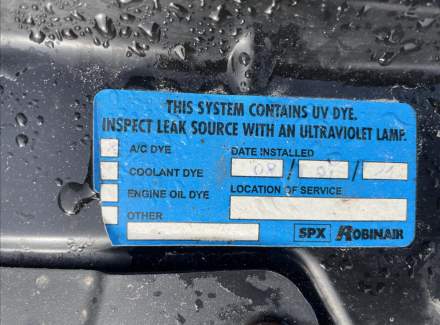 THIS SYSTEM CONTAINS UV DYE.
INSPECT LEAK SOURCE WITH AN ULTRAVIOLET LAMP.
A/C DYE DATE INSTALLED
COOLANT DYE / /
ENGINE OIL DYE LOCATION OF SERVICE
OTHER
SPX ROBINAIR